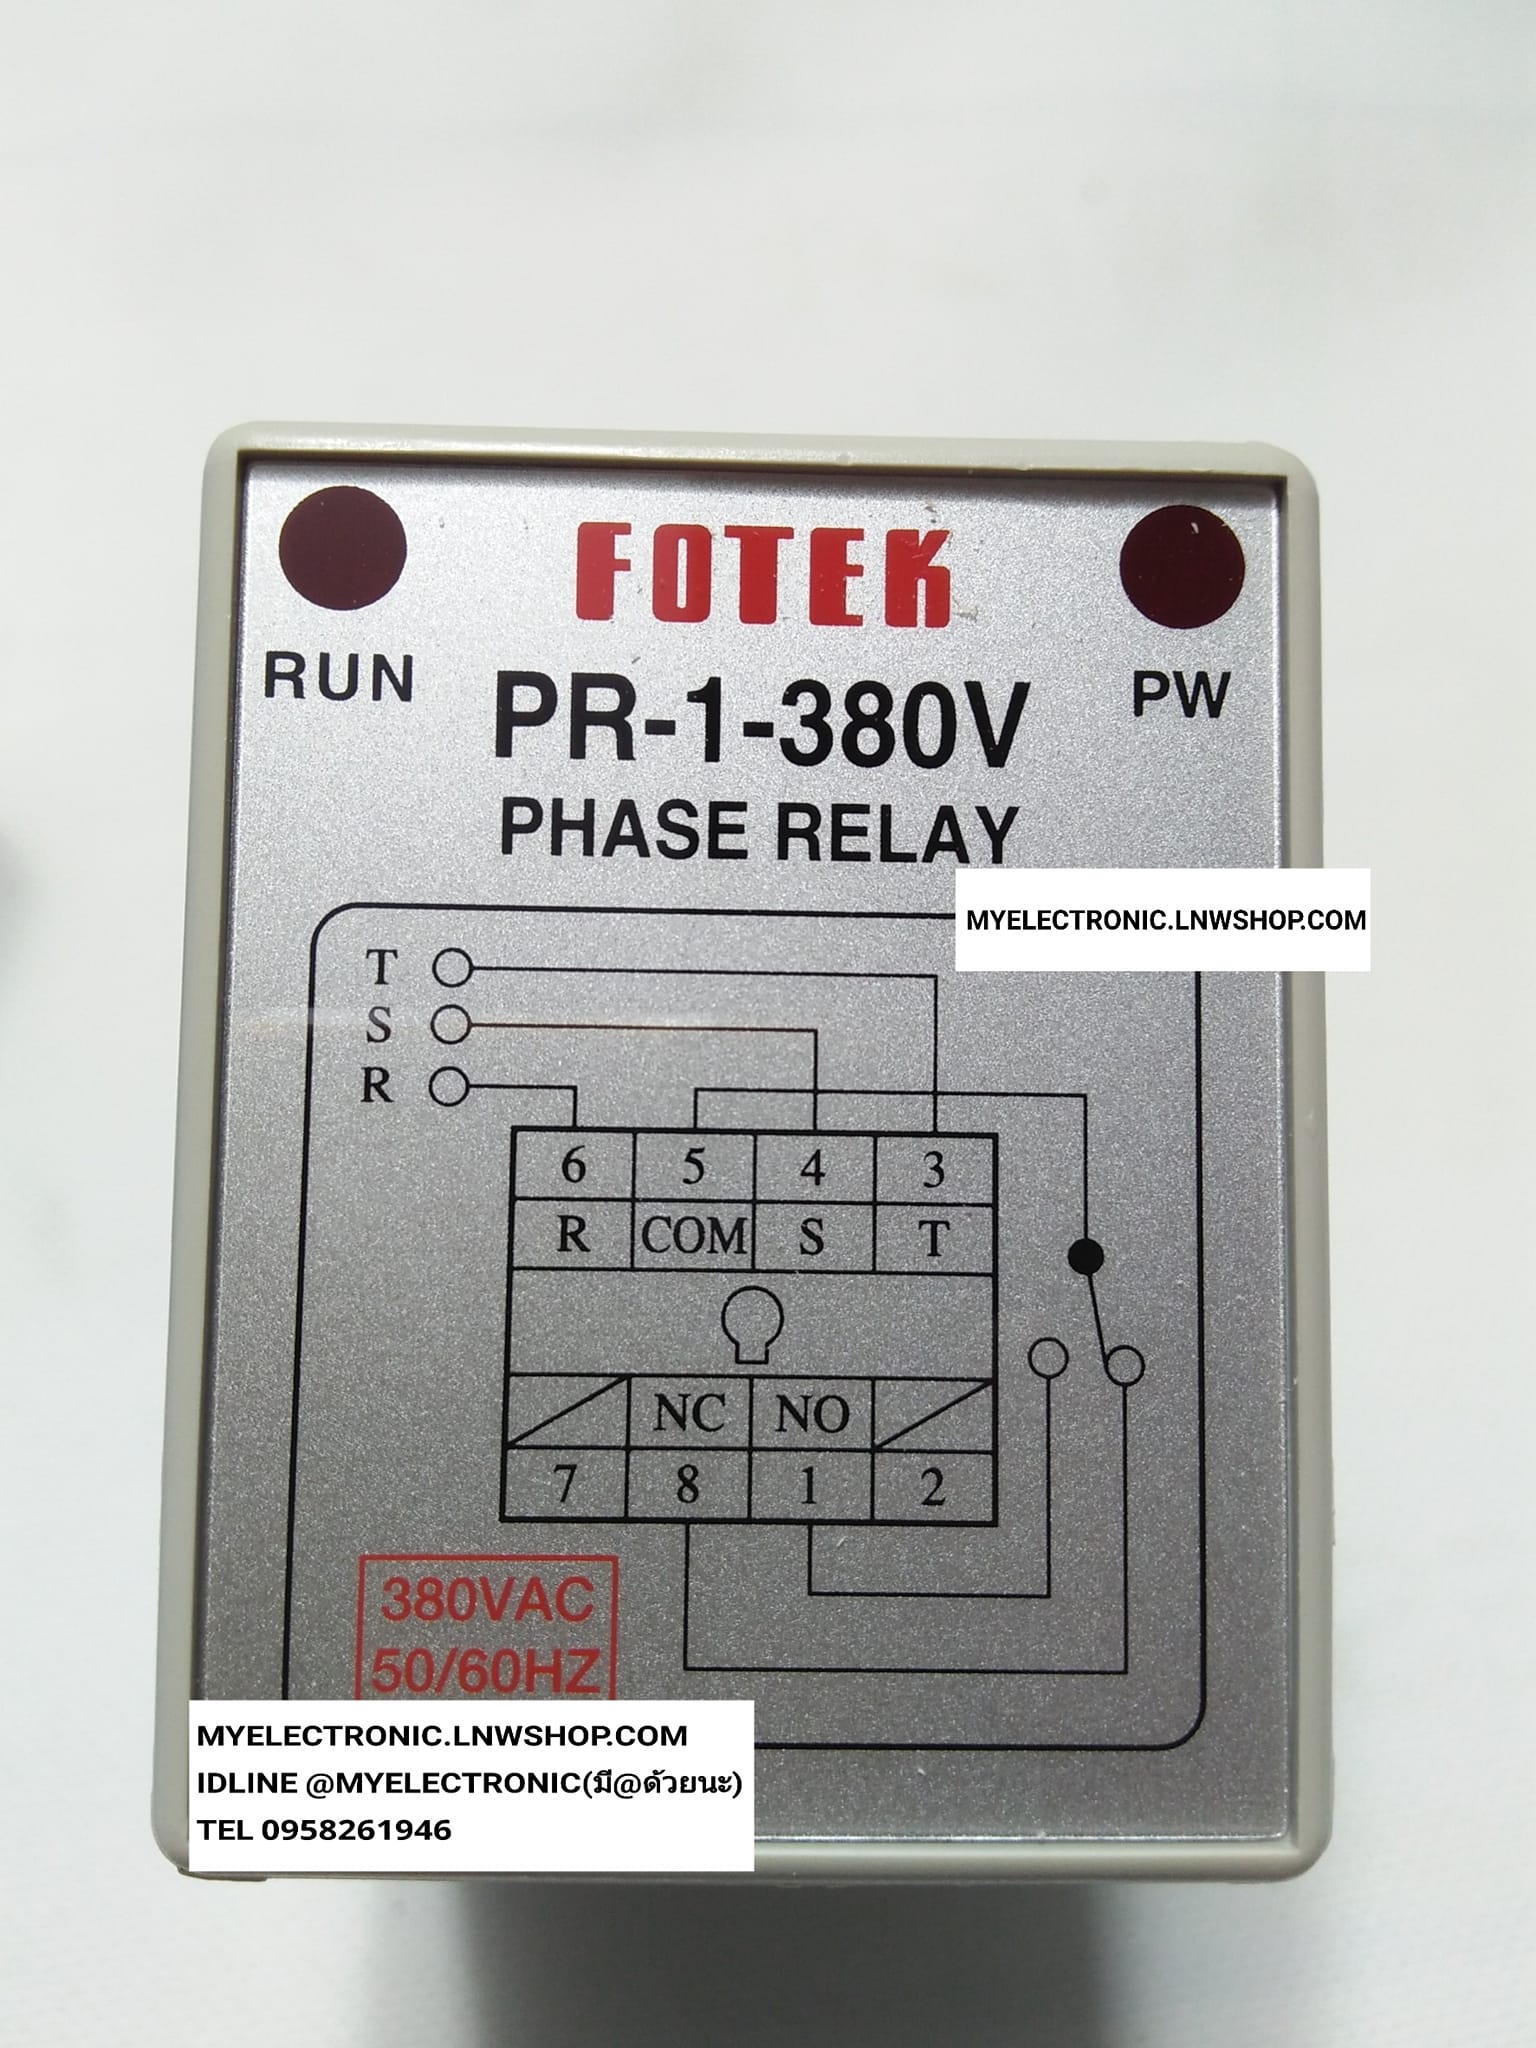 FOTEK
RUN
PW
PR-1-380V
PHASE RELAY
MYELECTRONIC.LNWSHOP.COM
T
S
R
6 5 4 3
R COM S T
NC NO
7 8 1 2
380VAC
50/60HZ
MYELECTRONIC.LNWSHOP.COM
IDLINE @MYELECTRONIC(มี@ด้วยนะ)
TEL 0958261946